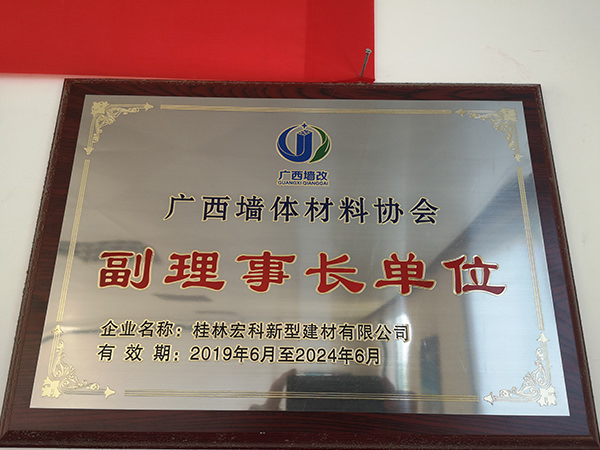 广西墙改
GUANGXI QIANGGAI
广西墙体材料协会
副理事长单位
企业名称：桂林宏科新型建材有限公司
有 效 期：2019年6月至2024年6月